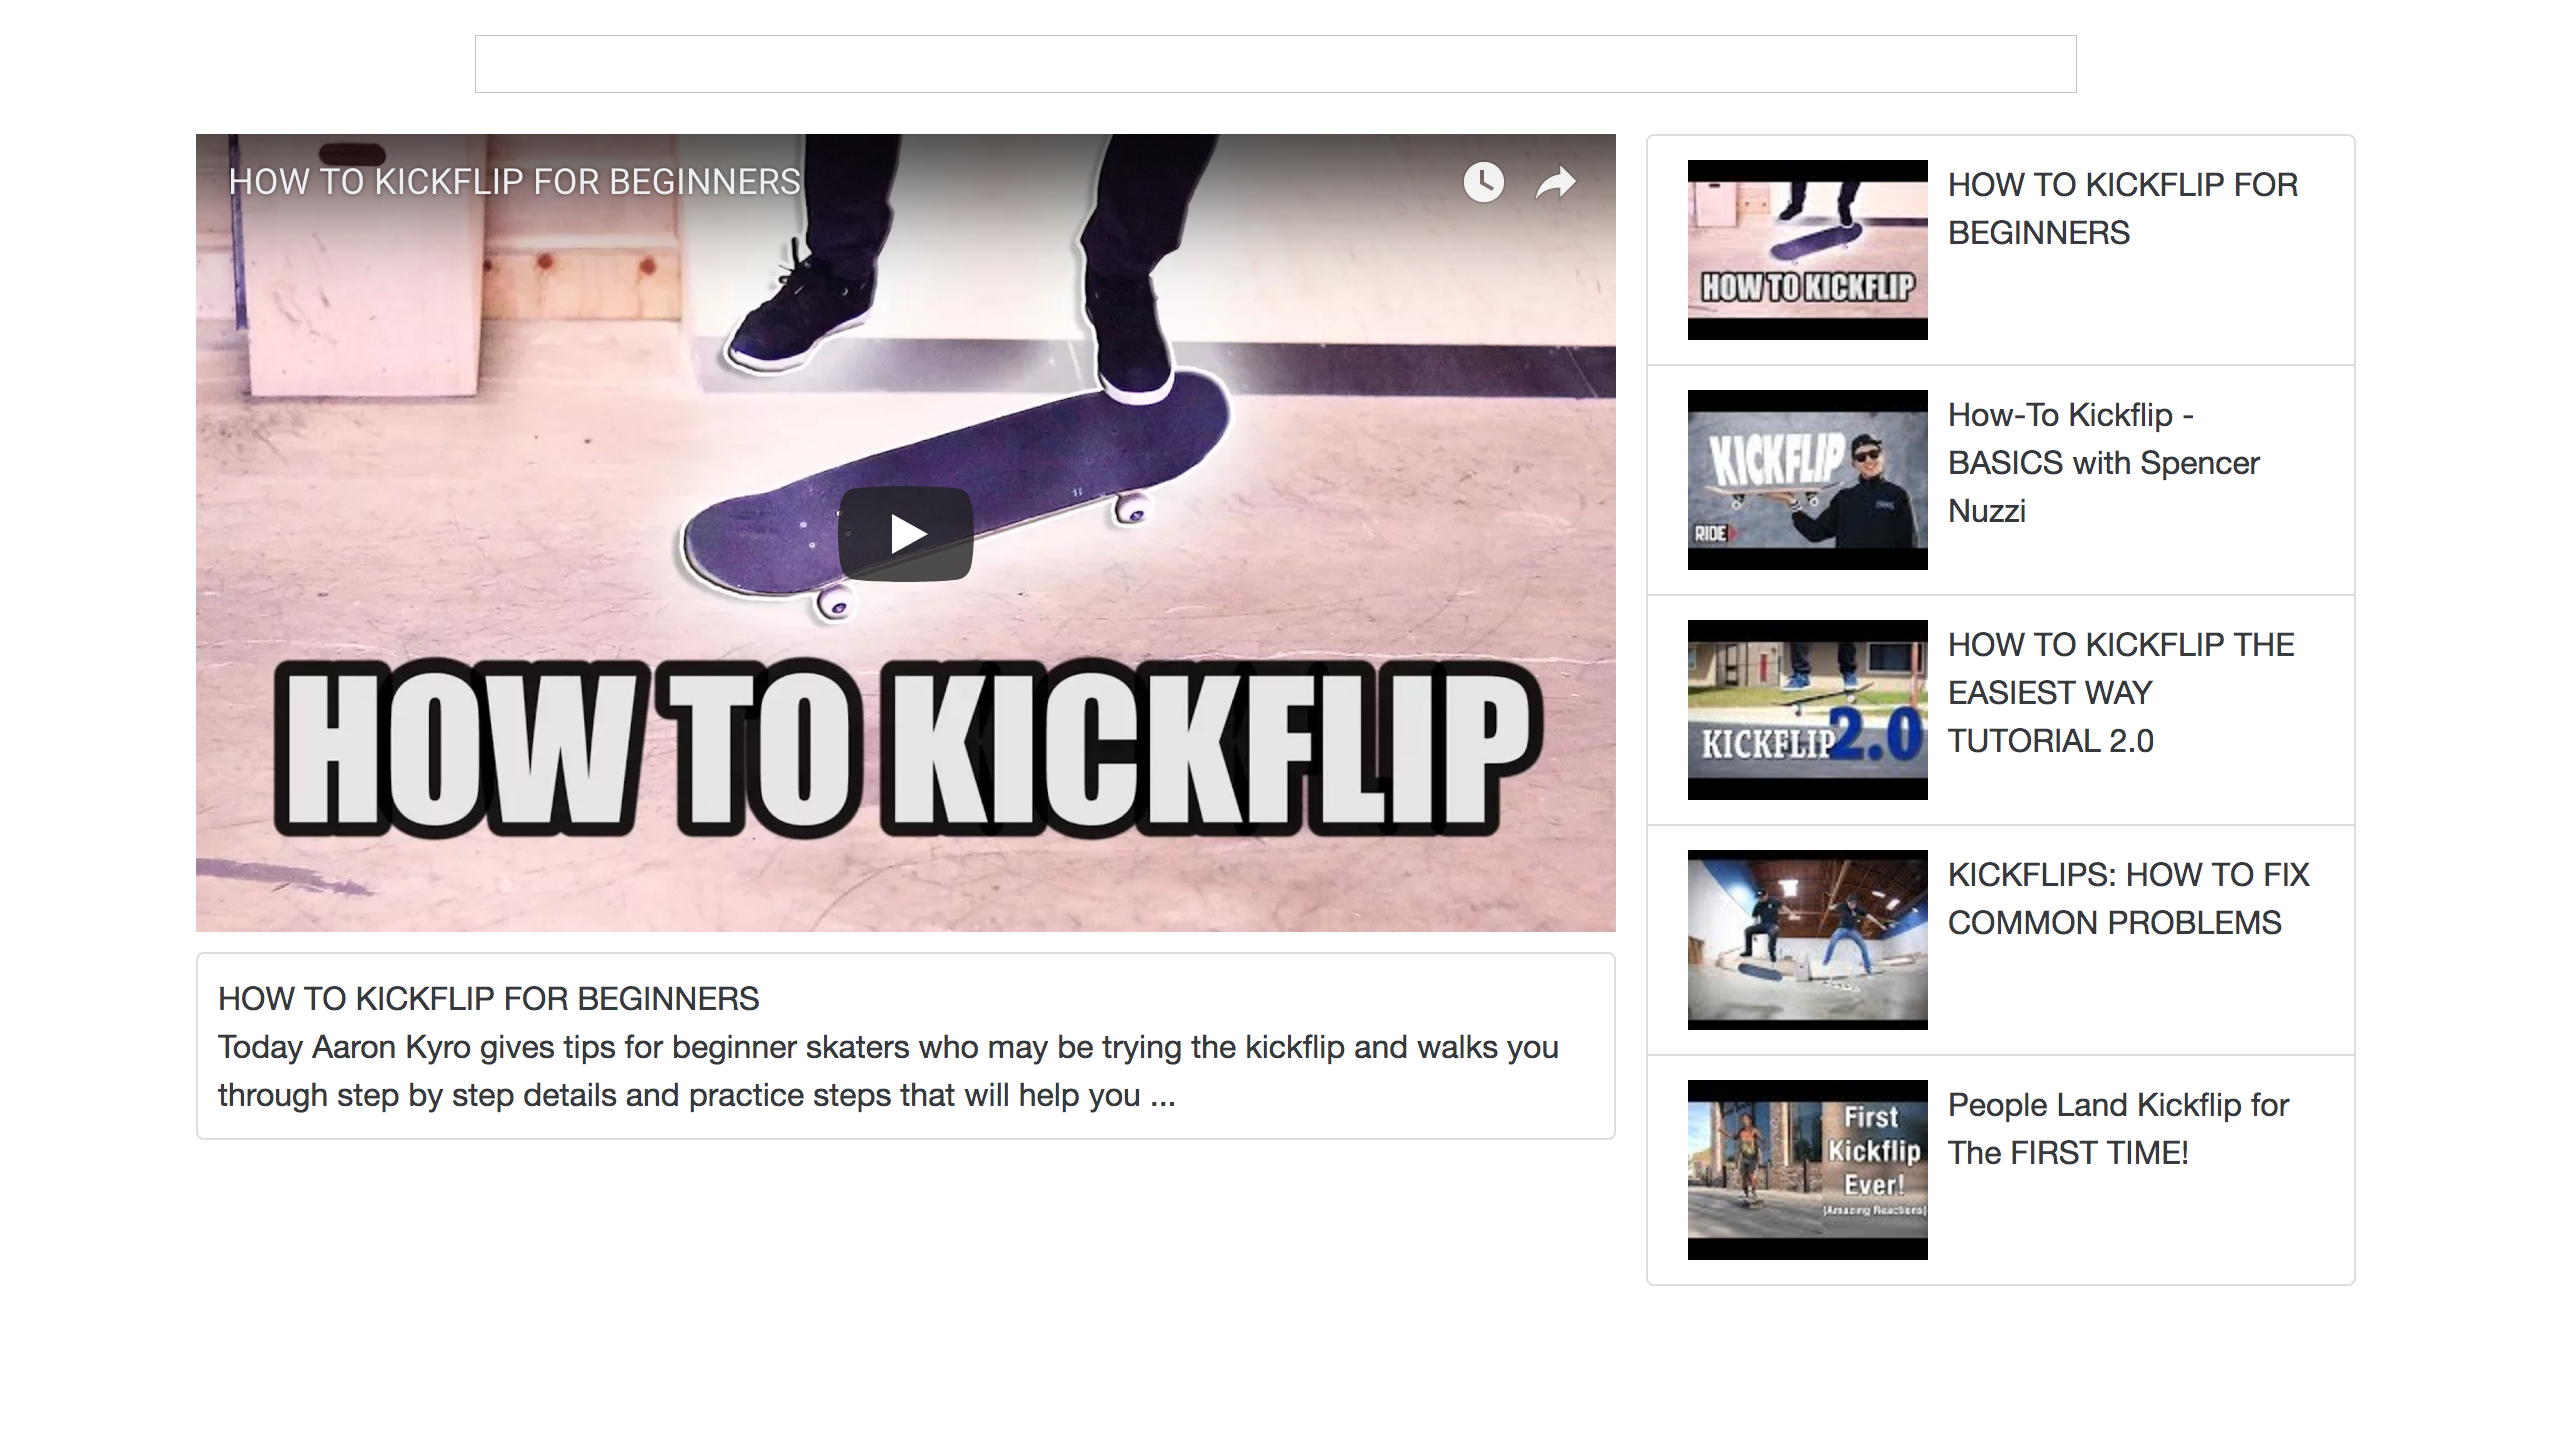 HOW TO KICKFLIP FOR BEGINNERS
HOW TO KICKFLIP
HOW TO KICKFLIP FOR BEGINNERS
Today Aaron Kyro gives tips for beginner skaters who may be trying the kickflip and walks you
through step by step details and practice steps that will help you ...
HOW TO KICKFLIP
HOW TO KICKFLIP FOR
BEGINNERS
KICKFLIP
RIDE
How-To Kickflip -
BASICS with Spencer
Nuzzi
KICKFLIP 2.0
HOW TO KICKFLIP THE
EASIEST WAY
TUTORIAL 2.0
KICKFLIPS: HOW TO FIX
COMMON PROBLEMS
First
Kickflip
Ever!
(Amazing Reactions)
People Land Kickflip for
The FIRST TIME!